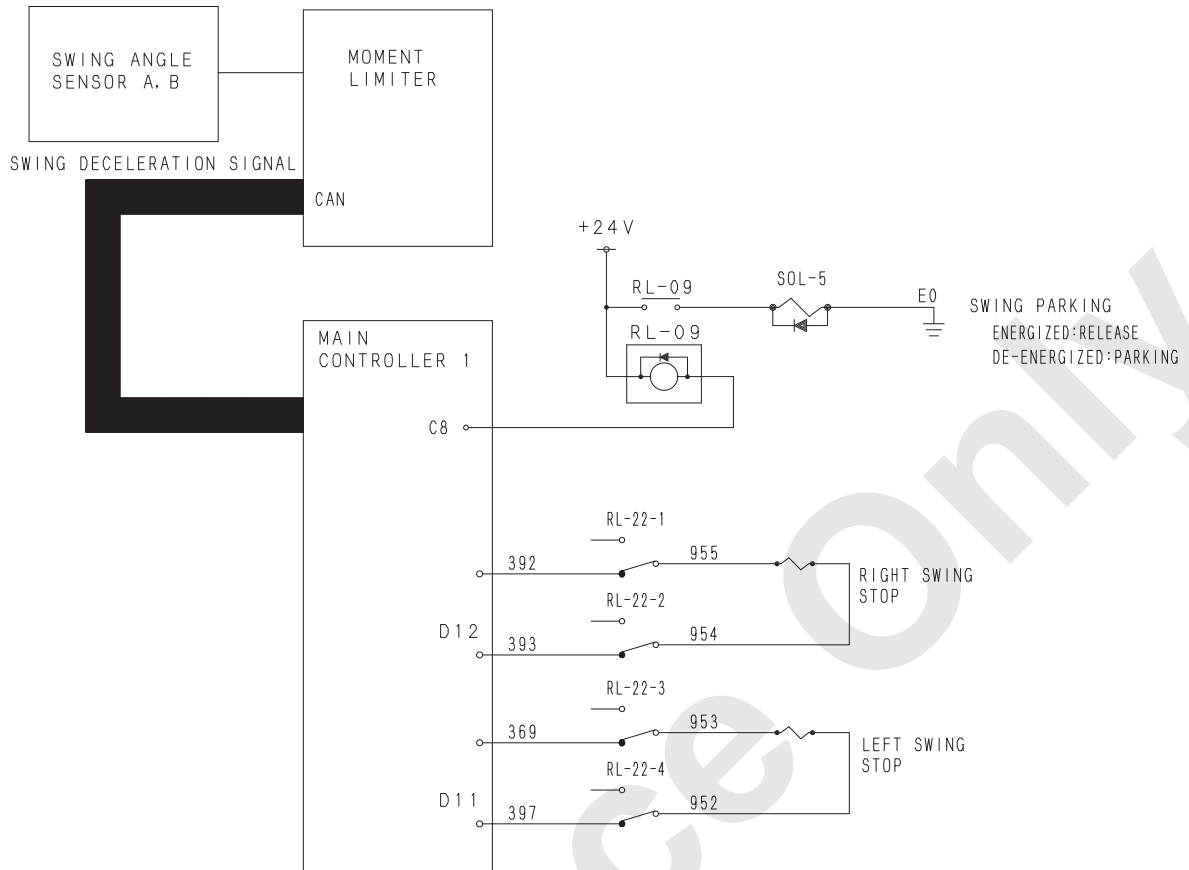 SWING ANGLE
SENSOR A, B
MOMENT
LIMITER
SWING DECELERATION SIGNAL
CAN
+24V
RL-09
SOL-5
E0
SWING PARKING
ENERGIZED:RELEASE
DE-ENERGIZED:PARKING
RL-09
MAIN
CONTROLLER 1
C8
RL-22-1
392
955
RIGHT SWING
STOP
RL-22-2
D12
393
954
RL-22-3
369
953
LEFT SWING
STOP
RL-22-4
D11
397
952
ce Only